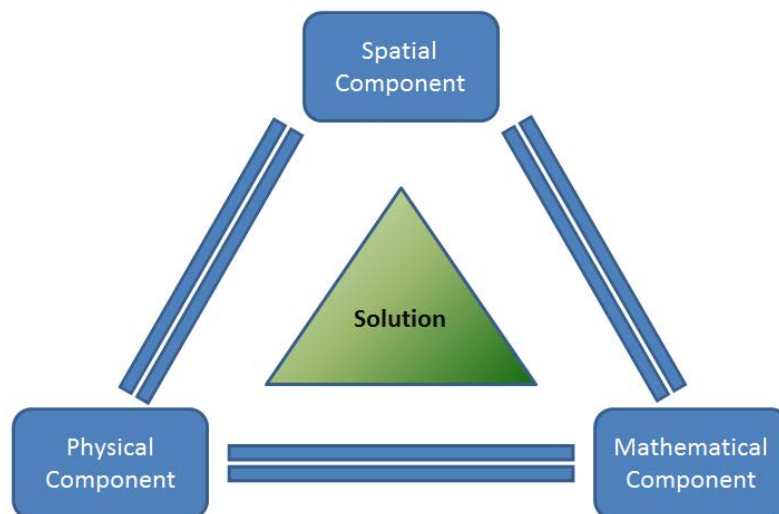 Spatial
Component
Solution
Physical
Component
Mathematical
Component